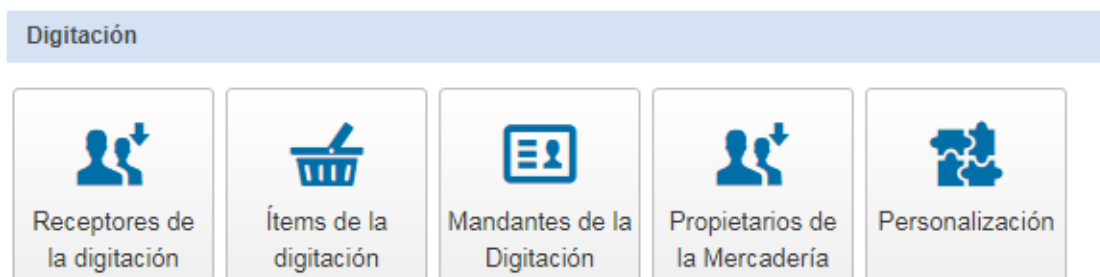 Digitación
Receptores de
la digitación
Ítems de la
digitación
Mandantes de la
Digitación
Propietarios de
la Mercadería
Personalización